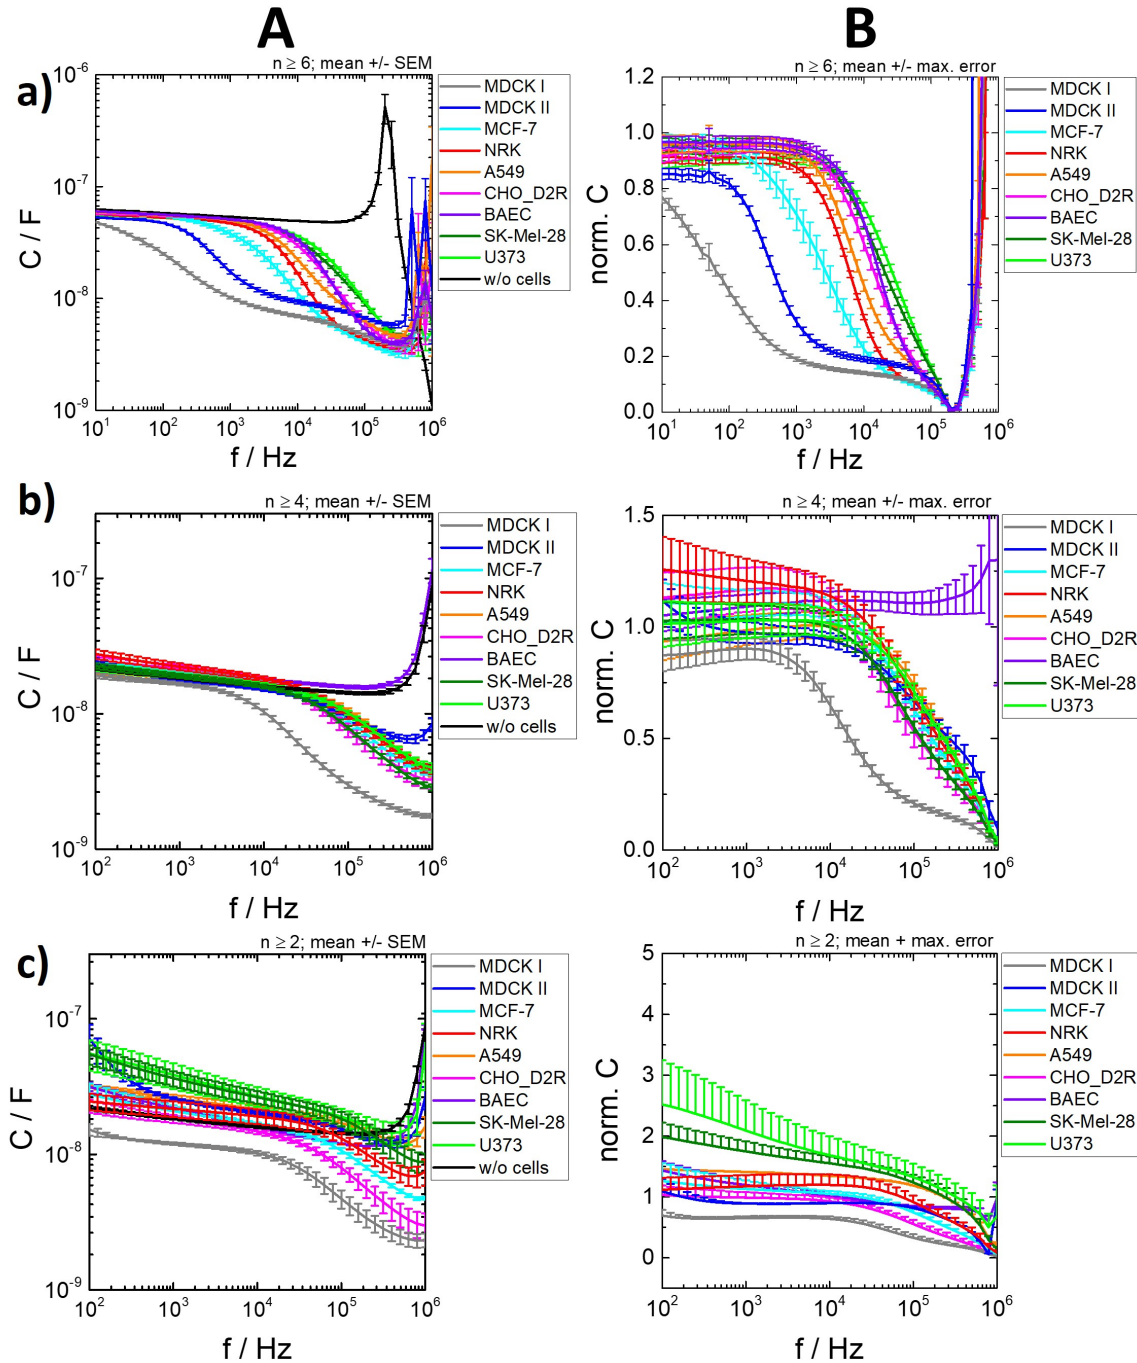 A
B
a)
n ≥ 6; mean +/- SEM
10⁻⁶
10⁻⁷
10⁻⁸
10⁻⁹
C / F
10¹ 10² 10³ 10⁴ 10⁵ 10⁶
f / Hz
MDCK I
MDCK II
MCF-7
NRK
A549
CHO_D2R
BAEC
SK-Mel-28
U373
w/o cells
n ≥ 6; mean +/- max. error
1.2
1.0
0.8
0.6
0.4
0.2
0.0
norm. C
10¹ 10² 10³ 10⁴ 10⁵ 10⁶
f / Hz
MDCK I
MDCK II
MCF-7
NRK
A549
CHO_D2R
BAEC
SK-Mel-28
U373
b)
n ≥ 4; mean +/- SEM
10⁻⁷
10⁻⁸
10⁻⁹
C / F
10² 10³ 10⁴ 10⁵ 10⁶
f / Hz
MDCK I
MDCK II
MCF-7
NRK
A549
CHO_D2R
BAEC
SK-Mel-28
U373
w/o cells
n ≥ 4; mean +/- max. error
1.5
1.0
0.5
0.0
norm. C
10² 10³ 10⁴ 10⁵ 10⁶
f / Hz
MDCK I
MDCK II
MCF-7
NRK
A549
CHO_D2R
BAEC
SK-Mel-28
U373
c)
n ≥ 2; mean +/- SEM
10⁻⁷
10⁻⁸
10⁻⁹
C / F
10² 10³ 10⁴ 10⁵ 10⁶
f / Hz
MDCK I
MDCK II
MCF-7
NRK
A549
CHO_D2R
BAEC
SK-Mel-28
U373
w/o cells
n ≥ 2; mean + max. error
5
4
3
2
1
0
norm. C
10² 10³ 10⁴ 10⁵ 10⁶
f / Hz
MDCK I
MDCK II
MCF-7
NRK
A549
CHO_D2R
BAEC
SK-Mel-28
U373